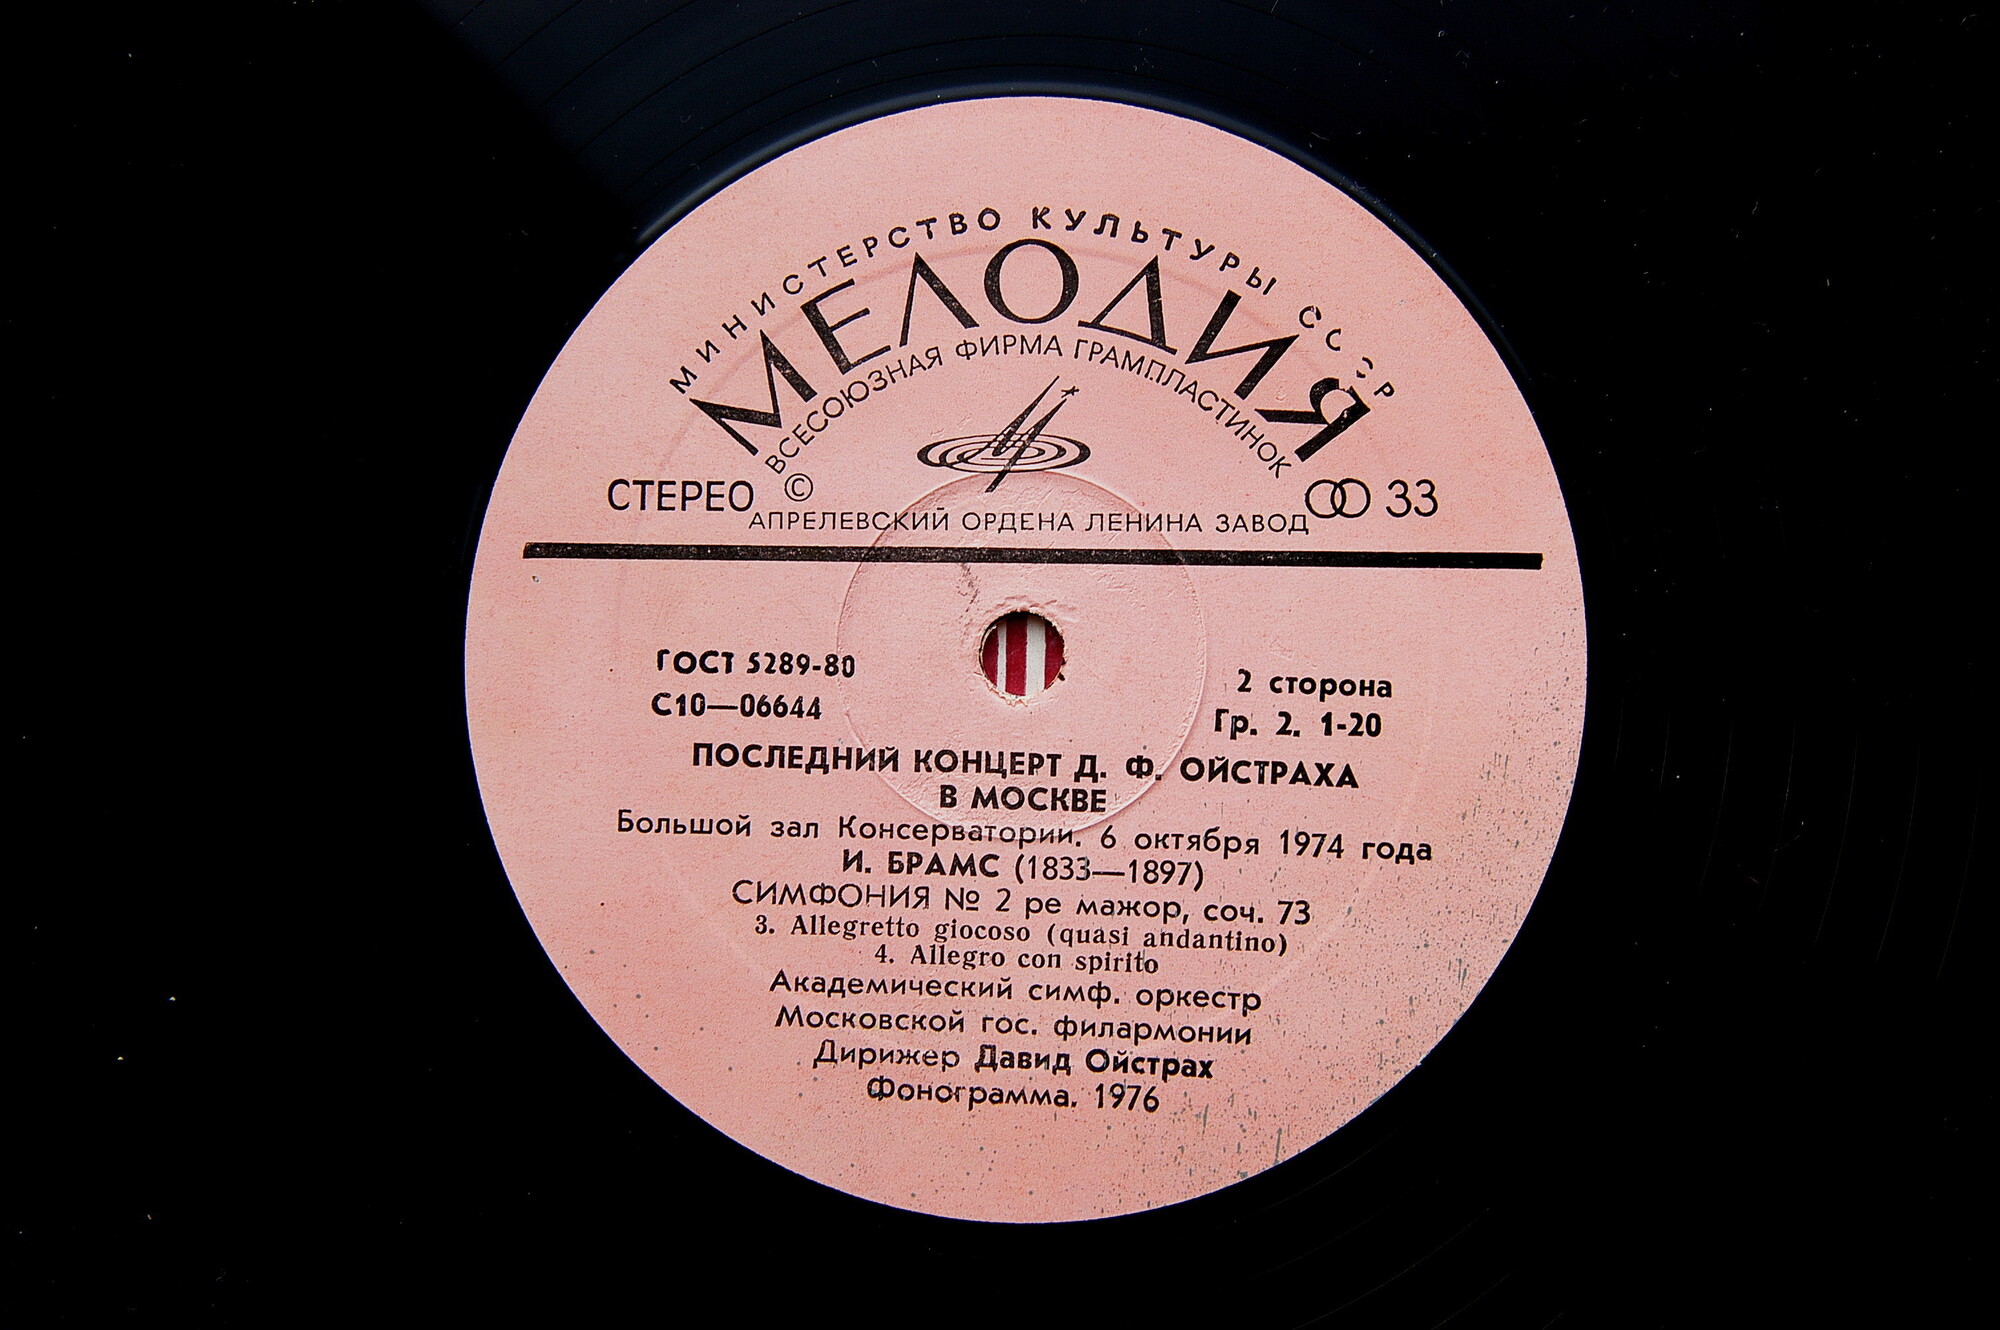 МИНИСТЕРСТВО КУЛЬТУРЫ СССР
МЕЛОДИЯ
ВСЕСОЮЗНАЯ ФИРМА ГРАМПЛАСТИНОК
СТЕРЕО © 33
АПРЕЛЕВСКИЙ ОРДЕНА ЛЕНИНА ЗАВОД
ГОСТ 5289-80
С10—06644
2 сторона
Гр. 2. 1-20
ПОСЛЕДНИЙ КОНЦЕРТ Д. Ф. ОЙСТРАХА
В МОСКВЕ
Большой зал Консерватории. 6 октября 1974 года
И. БРАМС (1833—1897)
СИМФОНИЯ № 2 ре мажор, соч. 73
3. Allegretto giocoso (quasi andantino)
4. Allegro con spirito
Академический симф. оркестр
Московской гос. филармонии
Дирижер Давид Ойстрах
Фонограмма. 1976